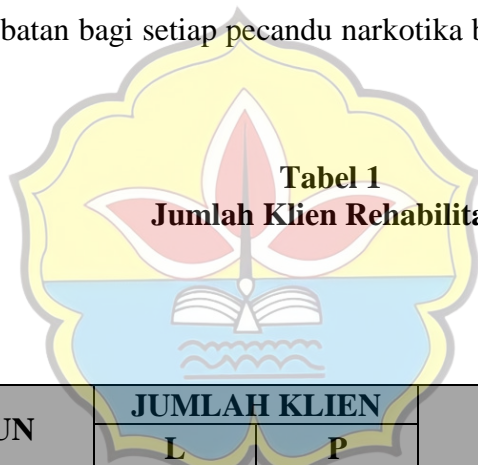 batan bagi setiap pecandu narkotika b
Tabel 1
Jumlah Klien Rehabilita
UN
JUMLAH KLIEN
L P